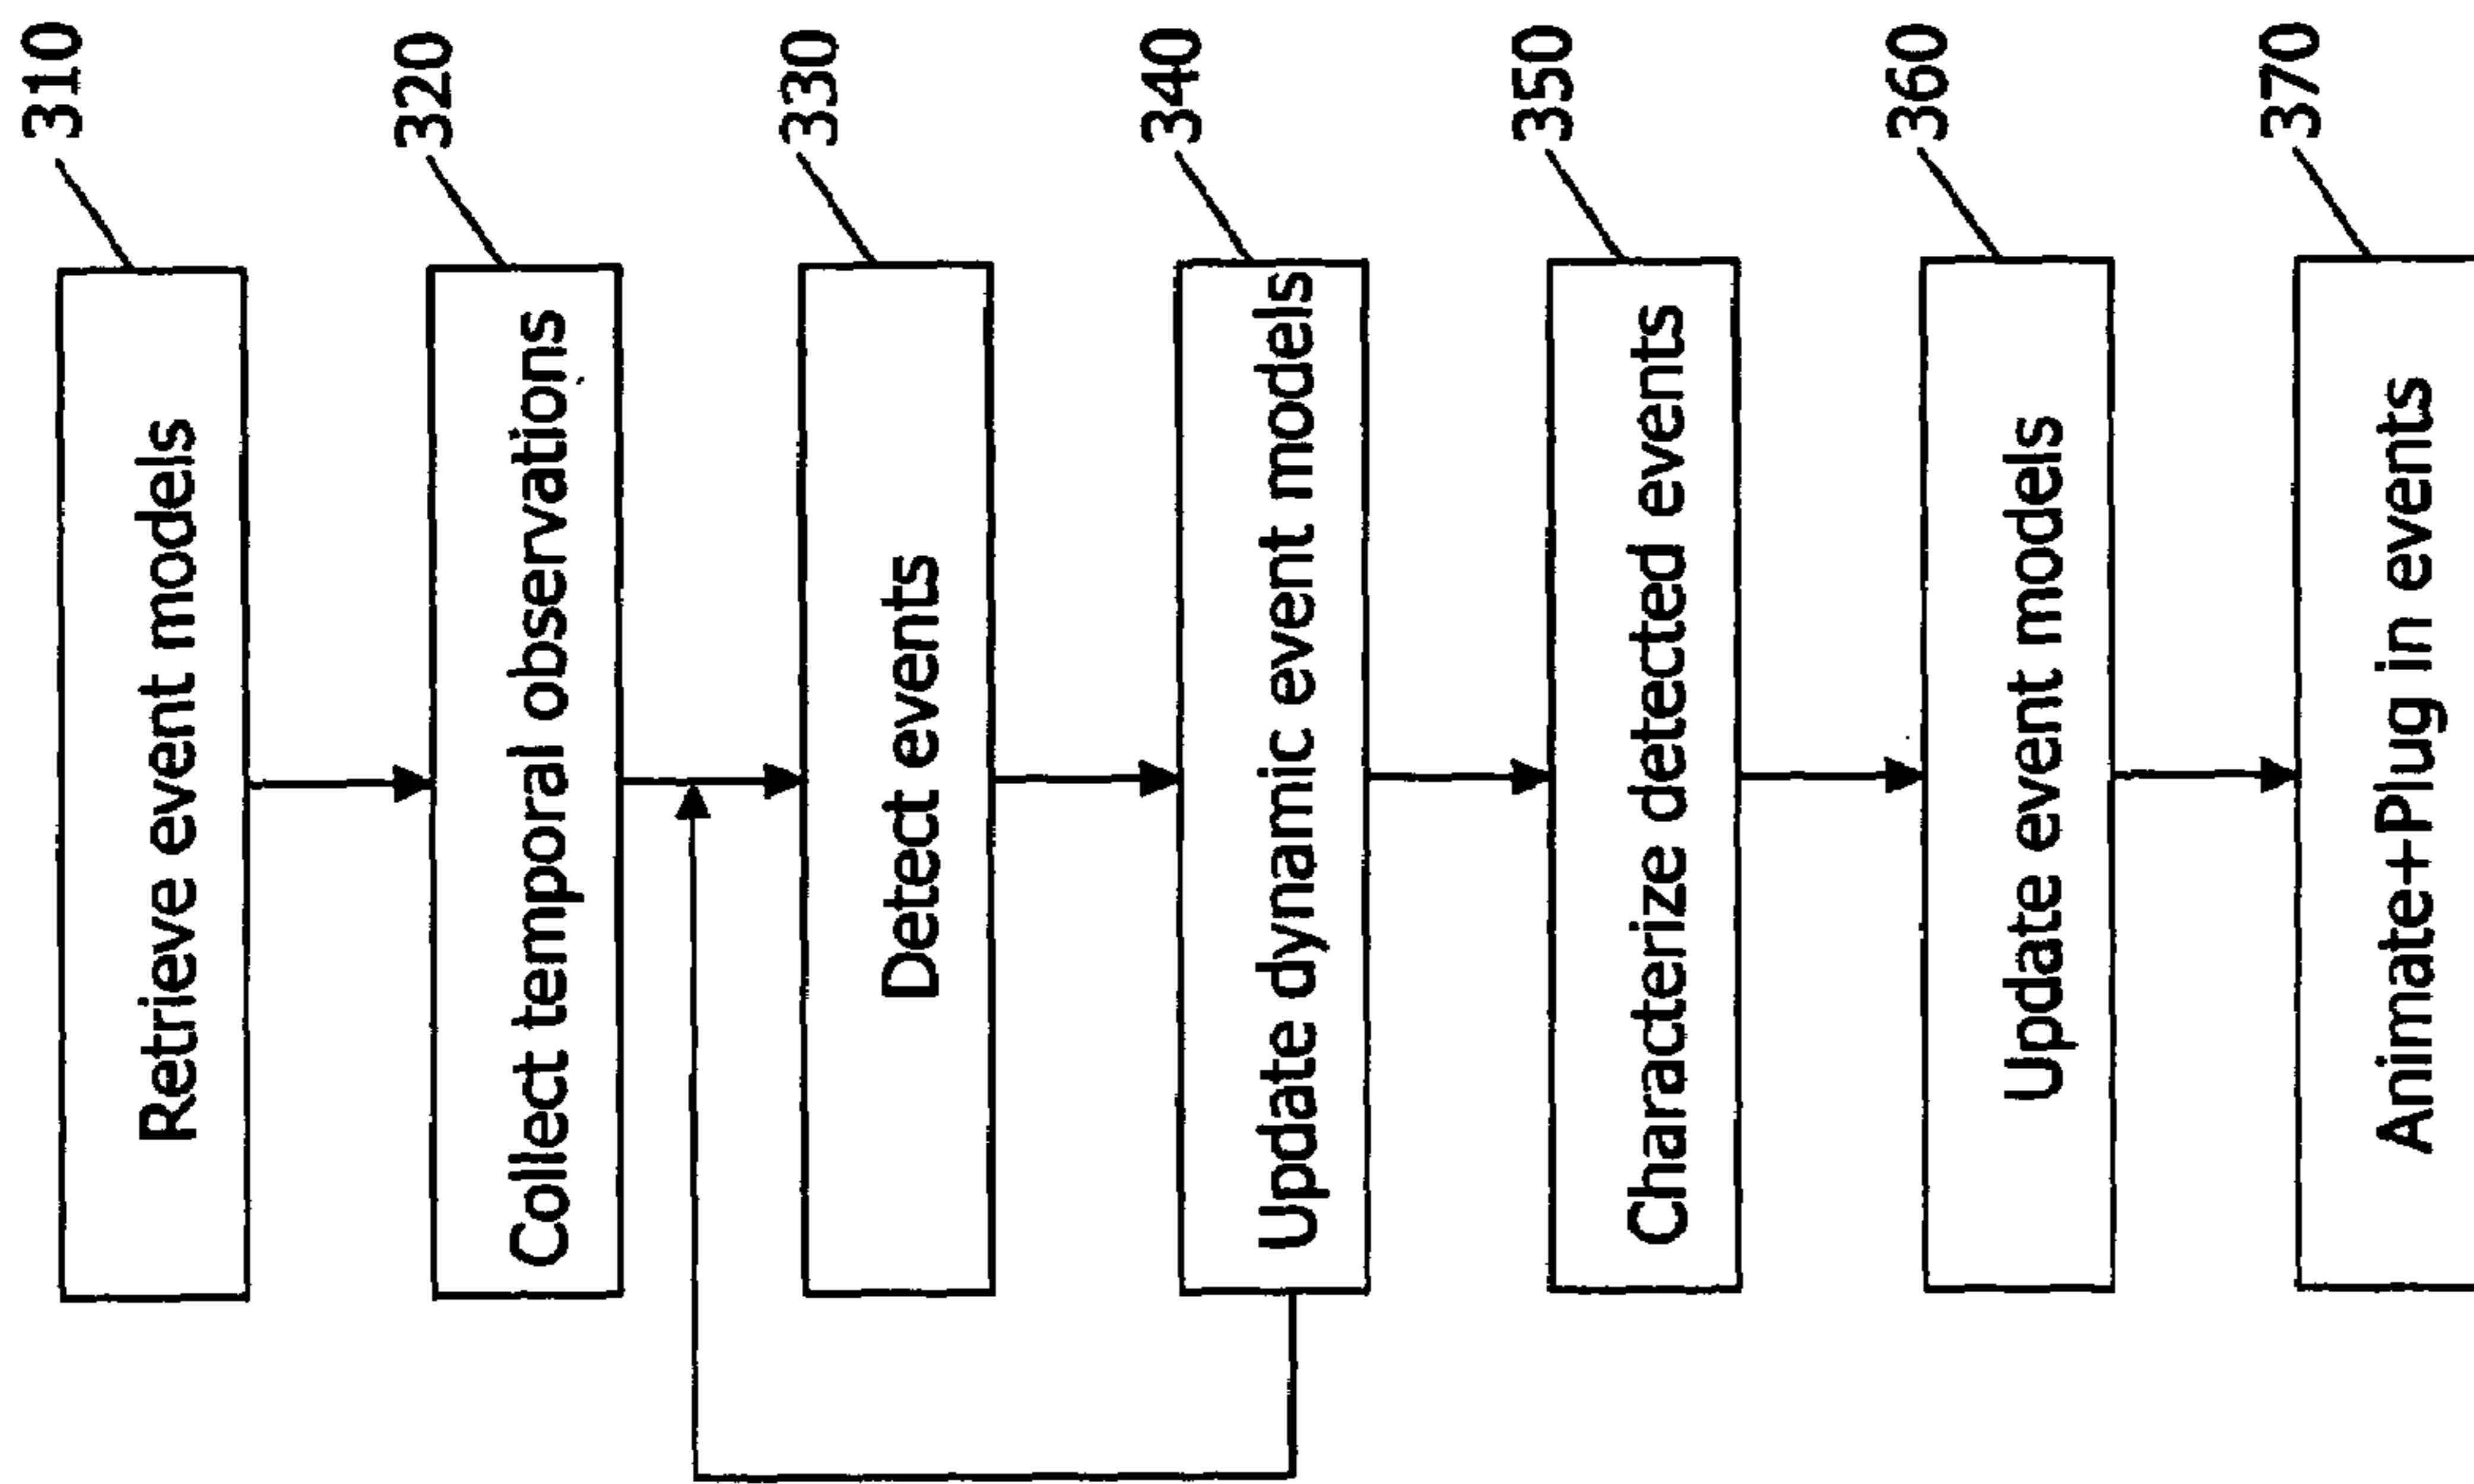 310
Retrieve event models
320
Collect temporal observations
330
Detect events
340
Update dynamic event models
350
Characterize detected events
360
Update event models
370
Animate+Plug in events